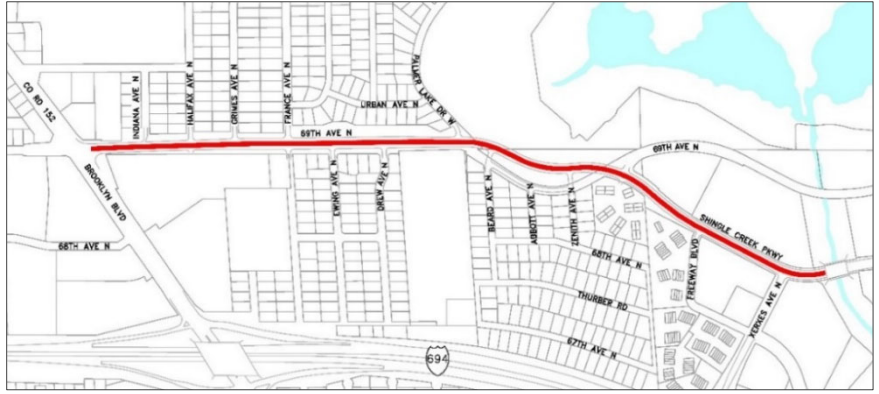 CO RD 152
INDIANA AVE N
HALIFAX AVE N
GRIMES AVE N
FRANCE AVE N
URBAN AVE N
PALMER LAKE DR W
69TH AVE N
69TH AVE N
BROOKLYN BLVD
68TH AVE N
EWING AVE N
DREW AVE N
BEARD AVE N
ABBOTT AVE N
ZENITH AVE N
68TH AVE N
SHINGLE CREEK PKWY
FREEWAY BLVD
THURBER RD
XERXES AVE N
67TH AVE N
694